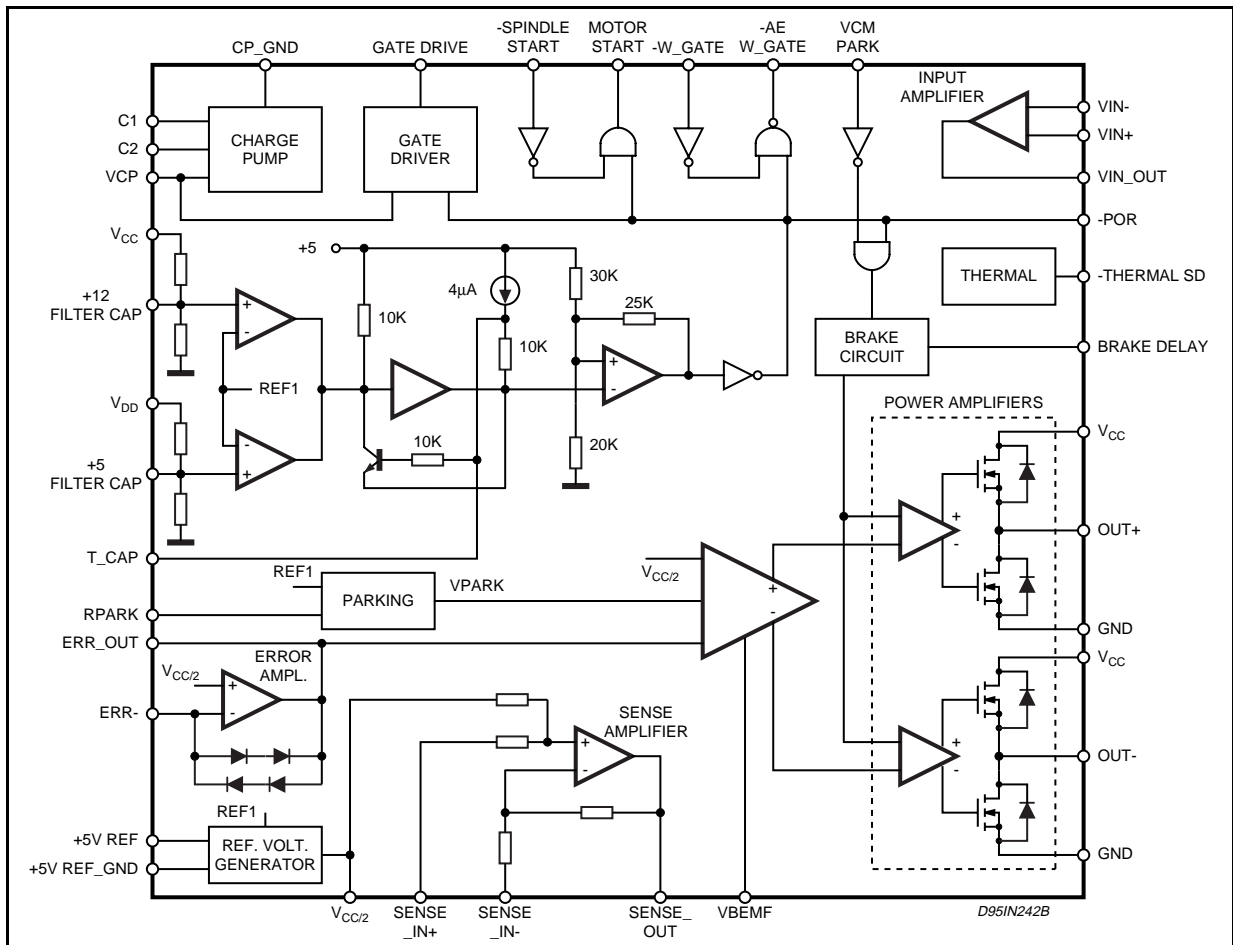 CP_GND
GATE DRIVE
-SPINDLE
START
MOTOR
START
-W_GATE
-AE
W_GATE
VCM
PARK
INPUT
AMPLIFIER
C1
C2
VCP
CHARGE
PUMP
GATE
DRIVER
VIN-
VIN+
VIN_OUT
-POR
VCC
+5
4μA
30K
25K
THERMAL
-THERMAL SD
+12
FILTER CAP
+
-
10K
10K
+
-
BRAKE
CIRCUIT
BRAKE DELAY
REF1
VDD
-
+
10K
20K
POWER AMPLIFIERS
VCC
+5
FILTER CAP
+
-
OUT+
T_CAP
REF1
PARKING
VPARK
VCC/2
+
-
RPARK
ERR_OUT
GND
VCC
VCC/2
ERROR
AMPL.
+
-
ERR-
SENSE
AMPLIFIER
+
-
+
-
OUT-
REF1
+5V REF
+5V REF_GND
REF. VOLT.
GENERATOR
GND
VCC/2
SENSE
_IN+
SENSE
_IN-
SENSE_
OUT
VBEMF
D95IN242B